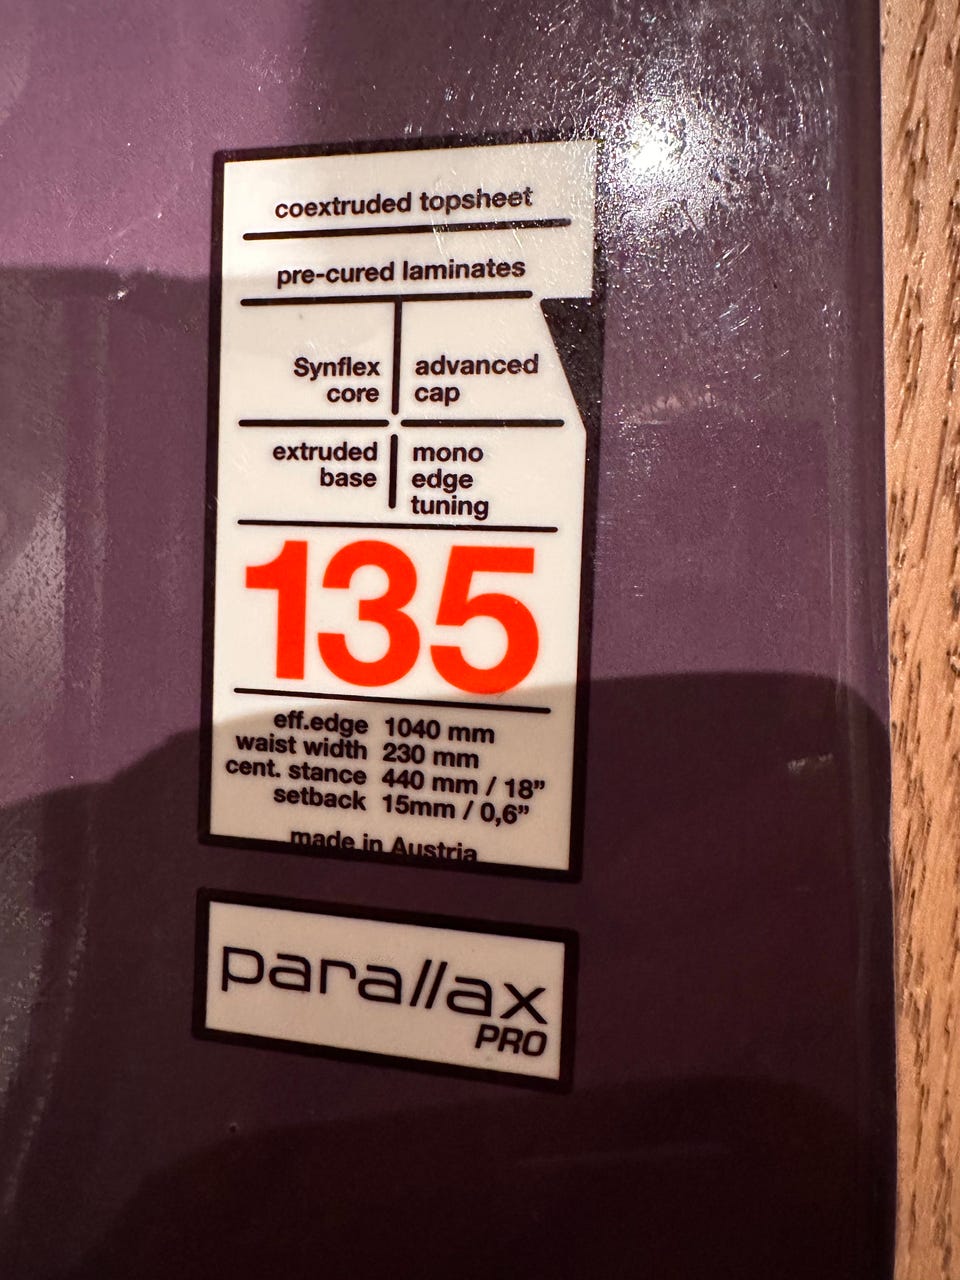 coextruded topsheet
pre-cured laminates
Synflex
core
advanced
cap
extruded
base
mono
edge
tuning
135
eff.edge 1040 mm
waist width 230 mm
cent. stance 440 mm / 18”
setback 15mm / 0,6”
made in Austria
parallax
PRO